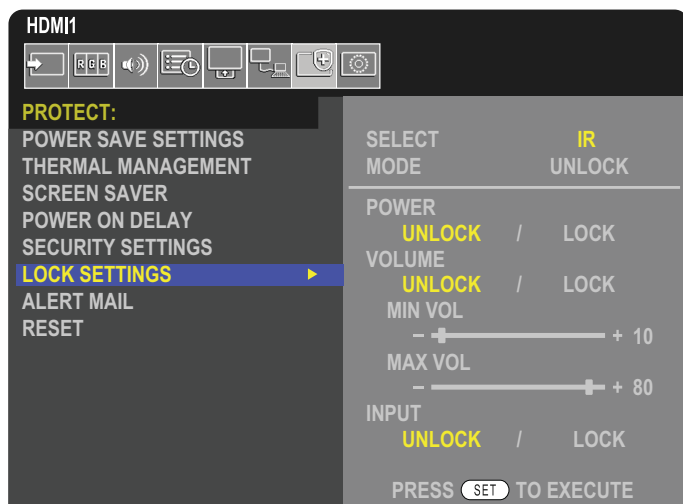 HDMI1
R G B
PROTECT:
POWER SAVE SETTINGS
THERMAL MANAGEMENT
SCREEN SAVER
POWER ON DELAY
SECURITY SETTINGS
LOCK SETTINGS
ALERT MAIL
RESET
SELECT IR
MODE UNLOCK
POWER
UNLOCK / LOCK
VOLUME
UNLOCK / LOCK
MIN VOL
− + 10
MAX VOL
− + 80
INPUT
UNLOCK / LOCK
PRESS SET TO EXECUTE